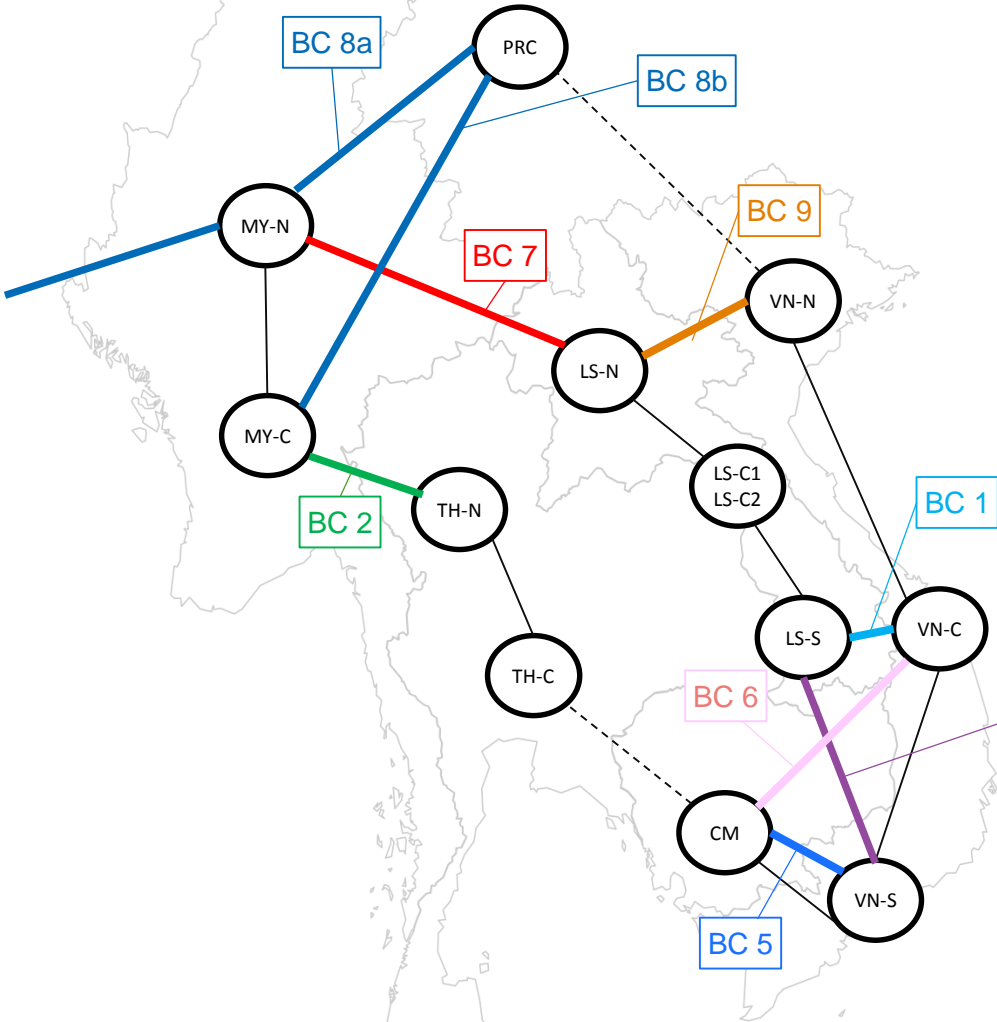 PRC
BC 8a
BC 8b
MY-N
BC 9
BC 7
VN-N
LS-N
MY-C
LS-C1
LS-C2
BC 1
TH-N
BC 2
LS-S
VN-C
TH-C
BC 6
CM
VN-S
BC 5